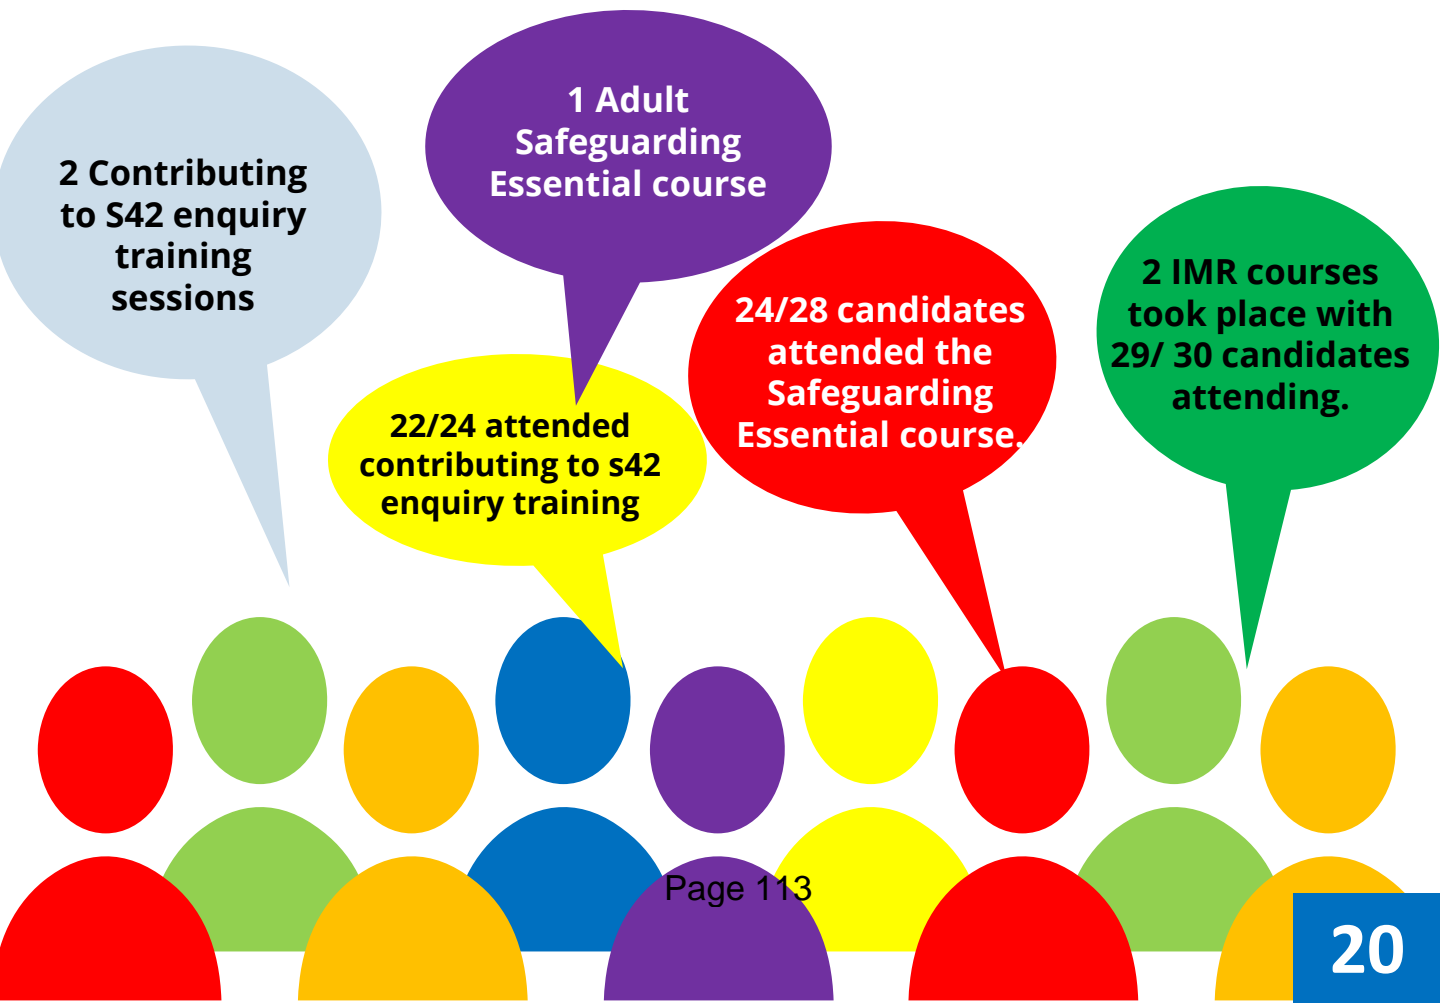 2 Contributing
to S42 enquiry
training
sessions
1 Adult
Safeguarding
Essential course
22/24 attended
contributing to s42
enquiry training
24/28 candidates
attended the
Safeguarding
Essential course.
2 IMR courses
took place with
29/ 30 candidates
attending.
Page 113
20